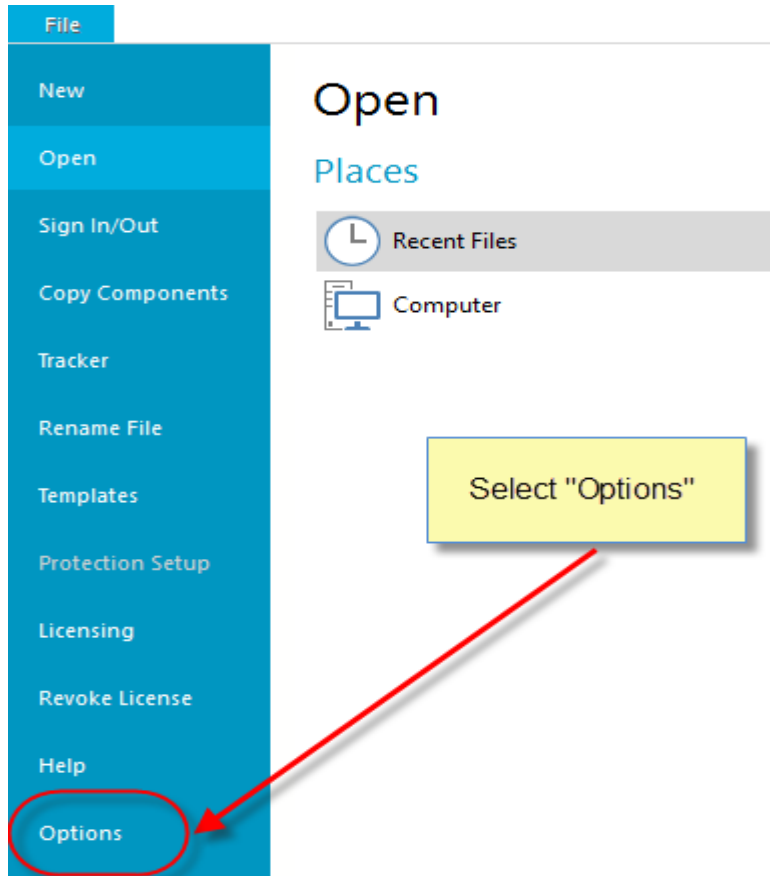 File
New
Open
Sign In/Out
Copy Components
Tracker
Rename File
Templates
Protection Setup
Licensing
Revoke License
Help
Options
Open
Places
Recent Files
Computer
Select "Options"